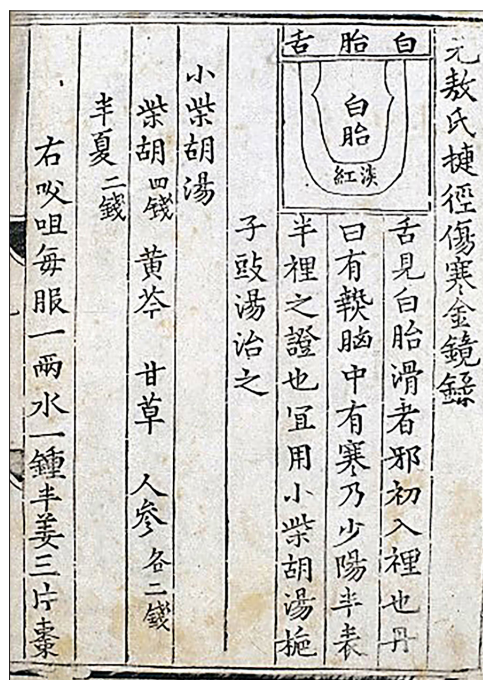 元敖氏揵徑傷寒金鏡錄
白胎舌
白胎
淡紅
舌見白胎滑者邪初入裡也丹
田有熱腦中有寒乃少陽半表
半裡之證也宜用小柴胡湯梔
子豉湯治之
小柴胡湯
柴胡四錢 黄芩 甘草 人參各二錢
半夏二錢
右㕮咀每服一兩水一鍾半姜三片棗